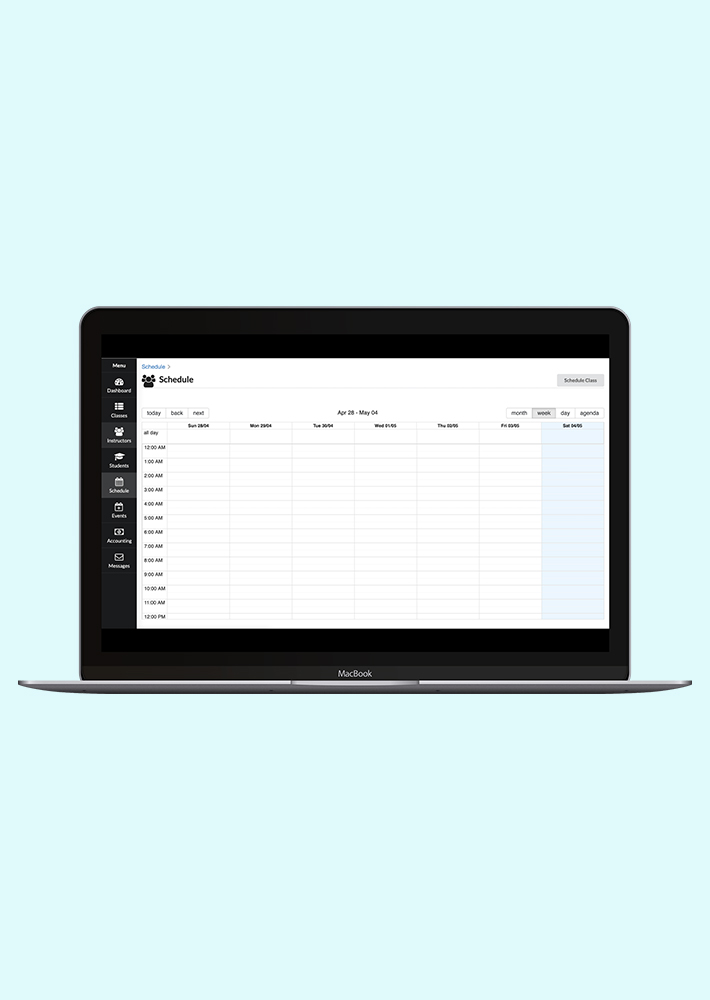 Menu
Dashboard
Classes
Instructors
Students
Schedule
Events
Accounting
Messages
Schedule >
Schedule
Schedule Class
today back next
Apr 28 - May 04
month week day agenda
Sun 28/04 Mon 29/04 Tue 30/04 Wed 01/05 Thu 02/05 Fri 03/05 Sat 04/05
all day
12:00 AM
1:00 AM
2:00 AM
3:00 AM
4:00 AM
5:00 AM
6:00 AM
7:00 AM
8:00 AM
9:00 AM
10:00 AM
11:00 AM
12:00 PM
MacBook